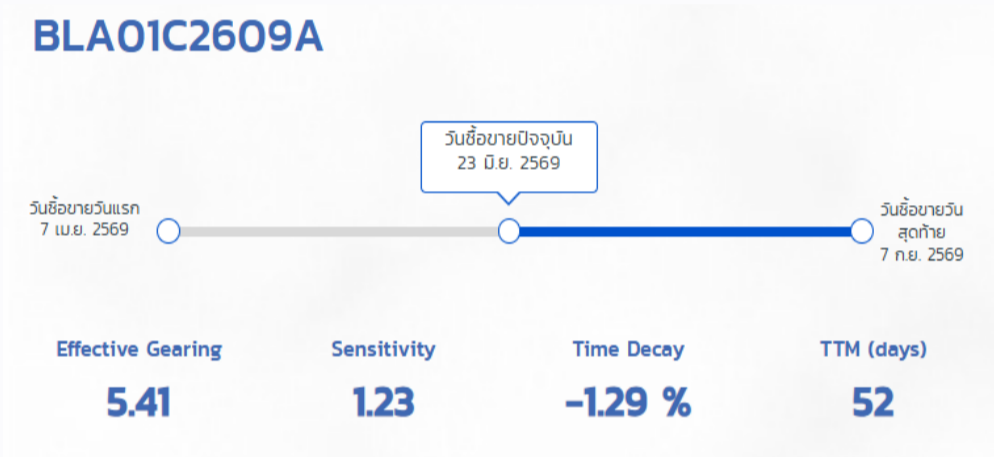 BLA01C2609A
วันซื้อขายปัจจุบัน
23 มิ.ย. 2569
วันซื้อขายวันแรก
7 เม.ย. 2569
วันซื้อขายวัน
สุดท้าย
7 ก.ย. 2569
Effective Gearing
Sensitivity
Time Decay
TTM (days)
5.41
1.23
-1.29 %
52